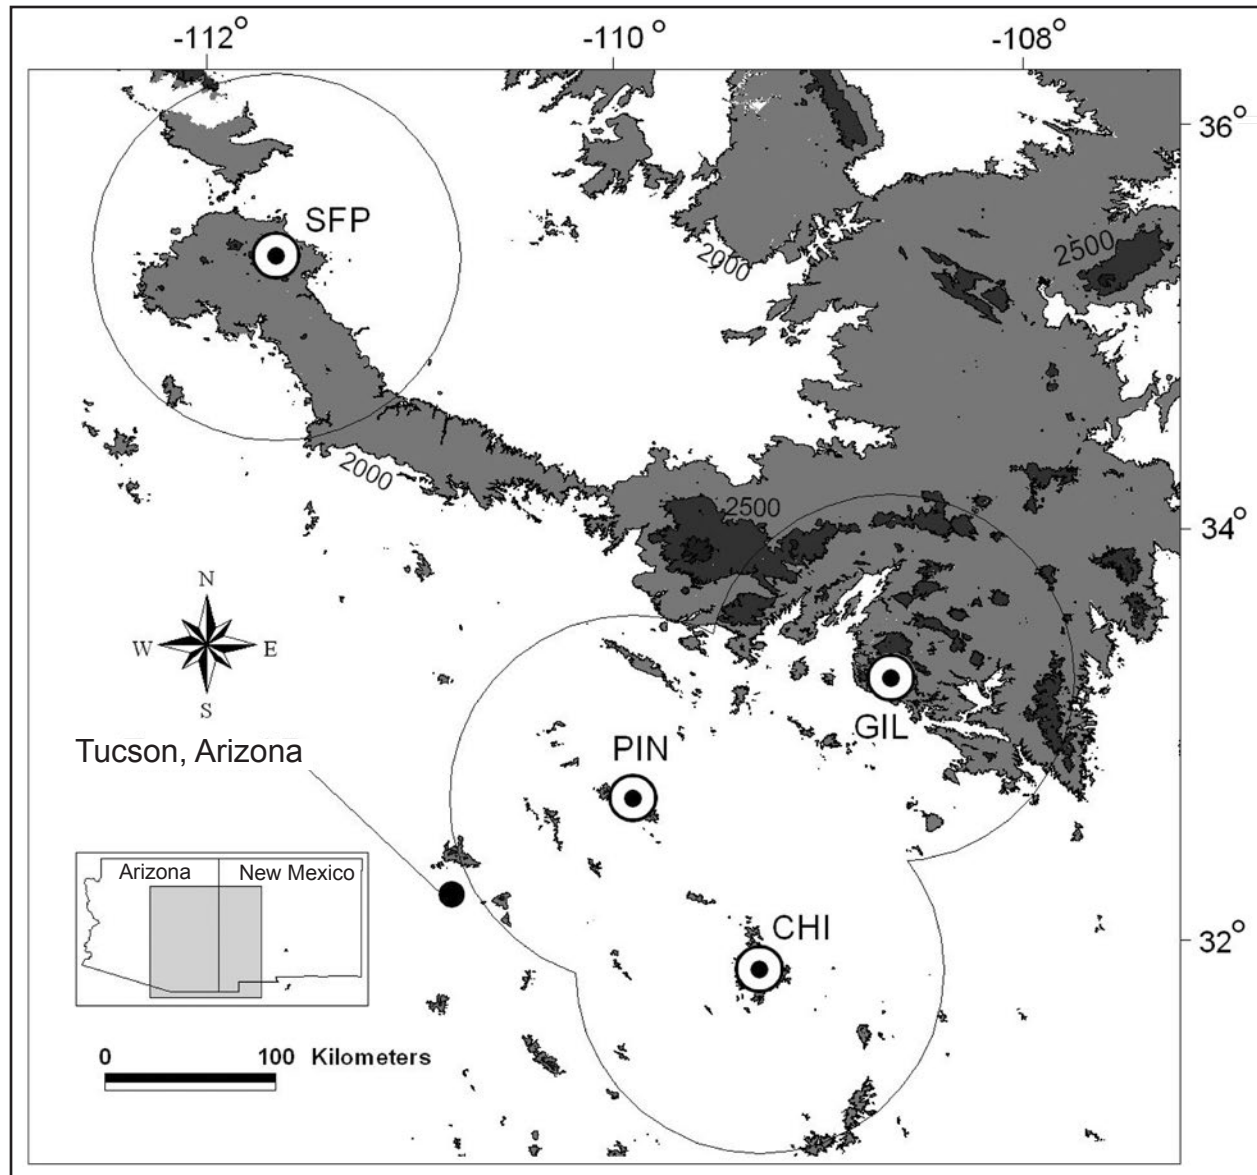 -112° -110° -108°
36°
SFP
2000
2500
2000
2500
34°
N
W E
S
GIL
Tucson, Arizona
PIN
Arizona New Mexico
CHI
32°
0 100 Kilometers